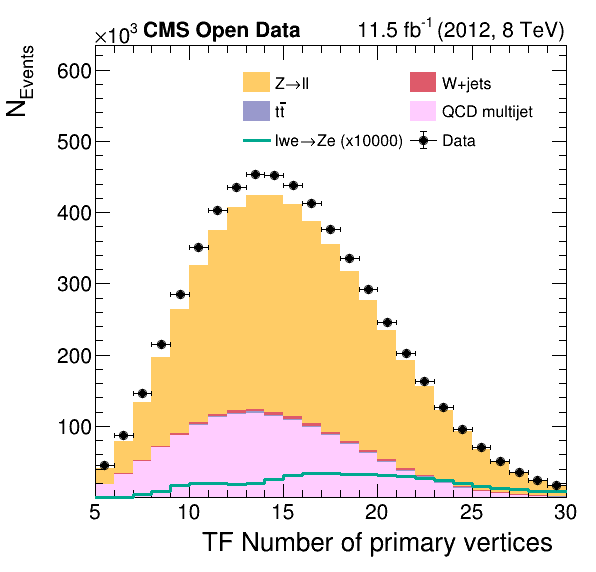 ×10³ CMS Open Data 11.5 fb⁻¹ (2012, 8 TeV)
N_Events
600
500
400
300
200
100
Z→ll W+jets
tt̄ QCD multijet
lwe→Ze (x10000) Data
5 10 15 20 25 30
TF Number of primary vertices